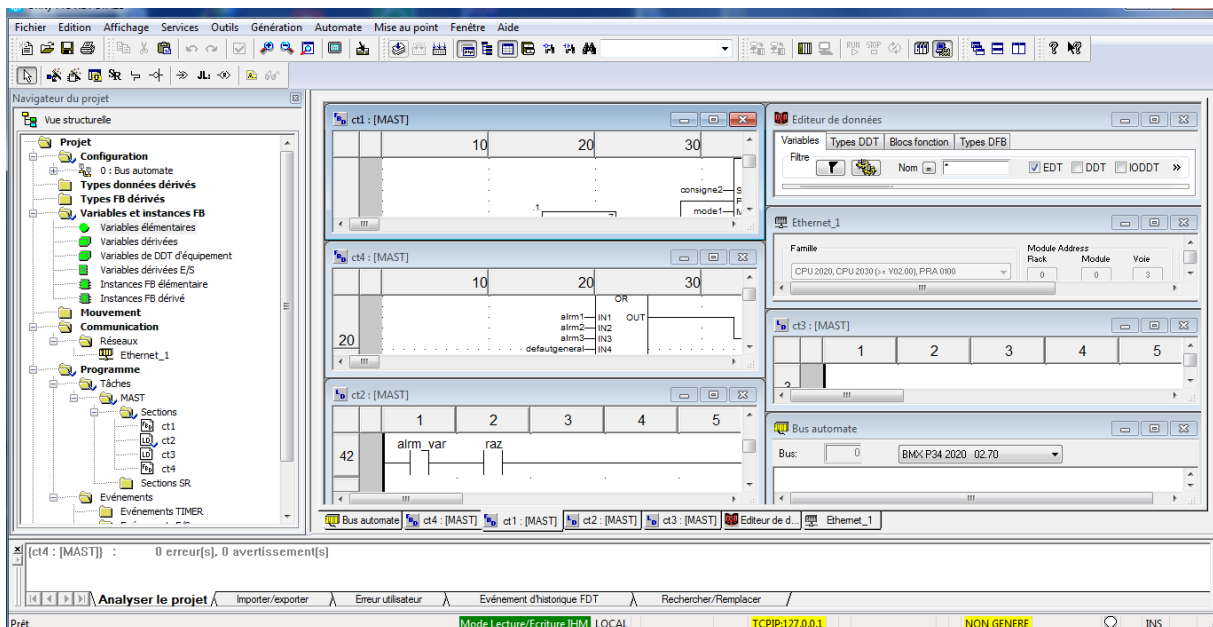 Fichier Edition Affichage Services Outils Génération Automate Mise au point Fenêtre Aide
Navigateur du projet
Vue structurelle
Projet
Configuration
0 : Bus automate
Types données dérivés
Types FB dérivés
Variables et instances FB
Variables élémentaires
Variables dérivées
Variables de DDT d'équipement
Variables dérivées E/S
Instances FB élémentaire
Instances FB dérivé
Mouvement
Communication
Réseaux
Ethernet_1
Programme
Tâches
MAST
Sections
ct1
ct2
ct3
ct4
Sections SR
Evénements
Evénements TIMER
ct1 : [MAST]
10 20 30
consigne2
.1
mode1
ct4 : [MAST]
10 20 30
OR
alrm1 IN1 OUT
alrm2 IN2
20 alrm3 IN3
defautgeneral IN4
ct2 : [MAST]
1 2 3 4 5
alrm_var raz
42
Editeur de données
Variables Types DDT Blocs fonction Types DFB
Filtre
Nom = * EDT DDT IODDT »
Ethernet_1
Famille Module Address
Rack Module Voie
CPU 2020, CPU 2030 (>= V02.00), PRA 0100 0 0 3
ct3 : [MAST]
1 2 3 4 5
Bus automate
Bus: 0 BMX P34 2020 02.70
Bus automate ct4 : [MAST] ct1 : [MAST] ct2 : [MAST] ct3 : [MAST] Editeur de d... Ethernet_1
{ct4 : [MAST]} : 0 erreur(s), 0 avertissement(s)
Analyser le projet Importer/exporter Erreur utilisateur Evénement d'historique FDT Rechercher/Remplacer
Prêt Mode Lecture/Ecriture IHM LOCAL TCPIP:127.0.0.1 NON GENERE INS